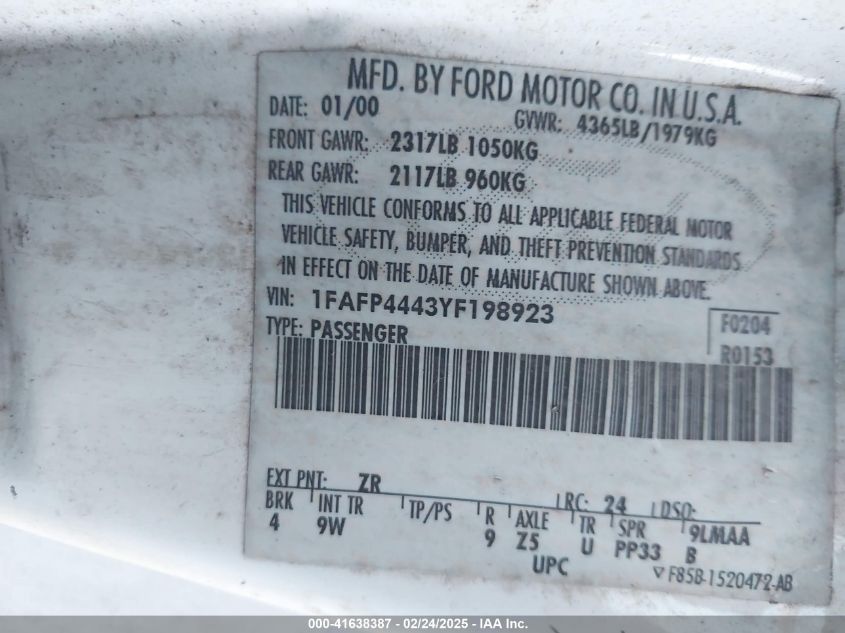 MFD. BY FORD MOTOR CO. IN U.S.A.
DATE: 01/00 GVWR: 4365LB/1979KG
FRONT GAWR: 2317LB 1050KG
REAR GAWR: 2117LB 960KG
THIS VEHICLE CONFORMS TO ALL APPLICABLE FEDERAL MOTOR
VEHICLE SAFETY, BUMPER, AND THEFT PREVENTION STANDARDS
IN EFFECT ON THE DATE OF MANUFACTURE SHOWN ABOVE.
VIN: 1FAFP4443YF198923 F0204
TYPE: PASSENGER R0153
EXT PNT: ZR RC: 24 DSO:
BRK INT TR TP/PS R AXLE TR SPR 9LMAA
4 9W 9 Z5 U PP33 B
UPC ▽F85B-1520472-AB
000-41638387 - 02/24/2025 - IAA Inc.